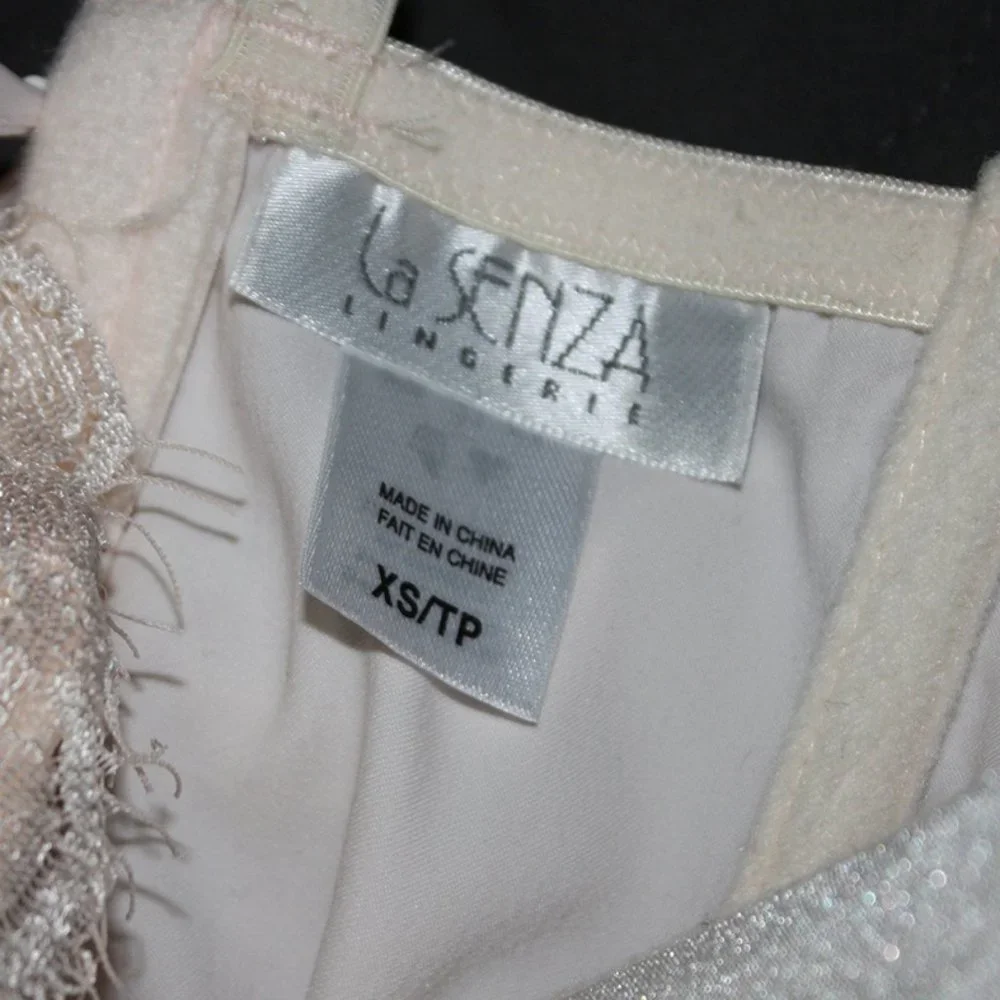 La SENZA
LINGERIE
MADE IN CHINA
FAIT EN CHINE
XS/TP